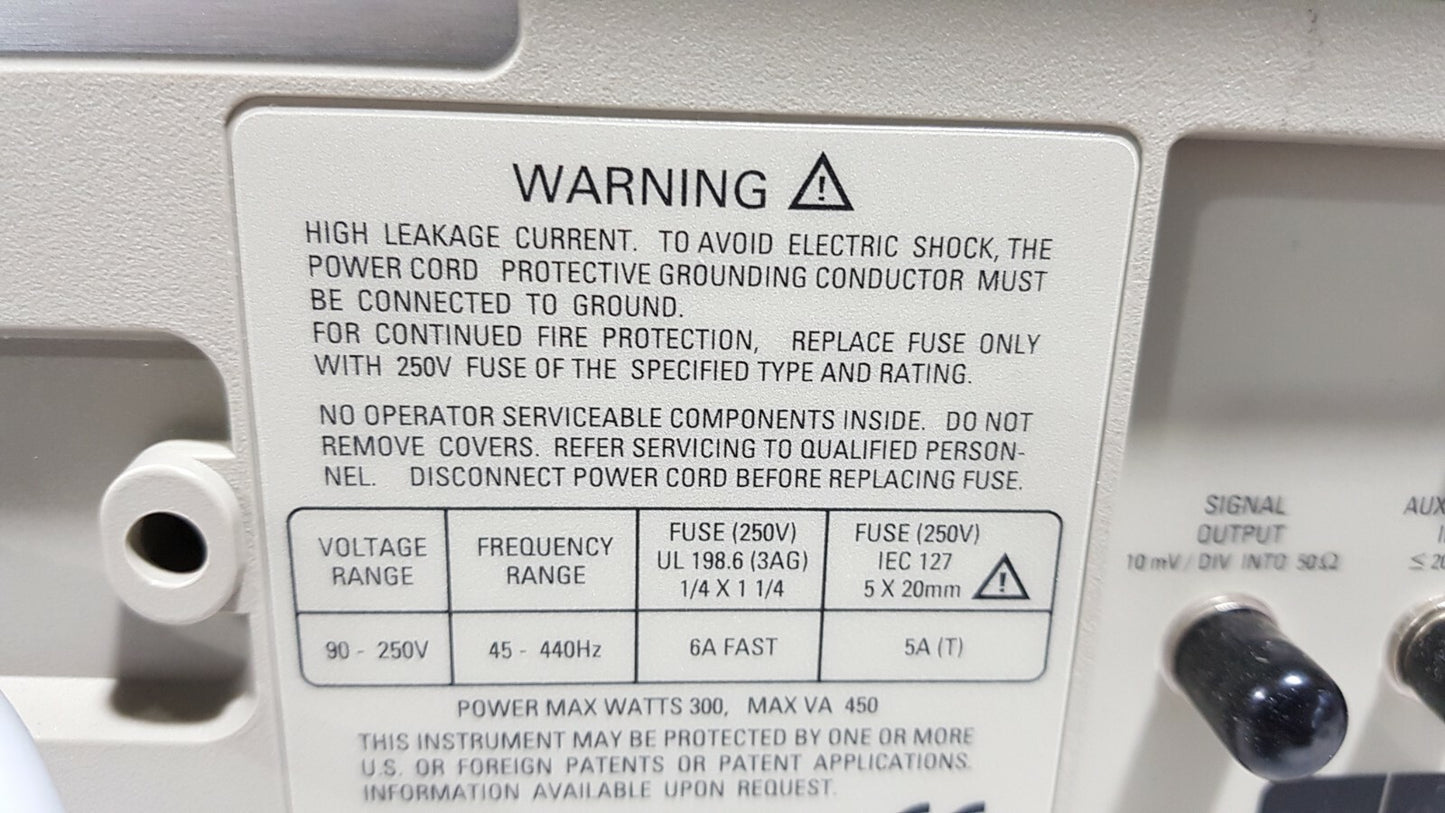 WARNING
HIGH LEAKAGE CURRENT. TO AVOID ELECTRIC SHOCK, THE
POWER CORD PROTECTIVE GROUNDING CONDUCTOR MUST
BE CONNECTED TO GROUND.
FOR CONTINUED FIRE PROTECTION, REPLACE FUSE ONLY
WITH 250V FUSE OF THE SPECIFIED TYPE AND RATING.
NO OPERATOR SERVICEABLE COMPONENTS INSIDE. DO NOT
REMOVE COVERS. REFER SERVICING TO QUALIFIED PERSON-
NEL. DISCONNECT POWER CORD BEFORE REPLACING FUSE.
VOLTAGE
RANGE
FREQUENCY
RANGE
FUSE (250V)
UL 198.6 (3AG)
1/4 X 1 1/4
FUSE (250V)
IEC 127
5 X 20mm
90 - 250V
45 - 440Hz
6A FAST
5A (T)
POWER MAX WATTS 300, MAX VA 450
THIS INSTRUMENT MAY BE PROTECTED BY ONE OR MORE
U.S. OR FOREIGN PATENTS OR PATENT APPLICATIONS.
INFORMATION AVAILABLE UPON REQUEST.
SIGNAL
OUTPUT
10 mV / DIV INTO 50Ω
AUX